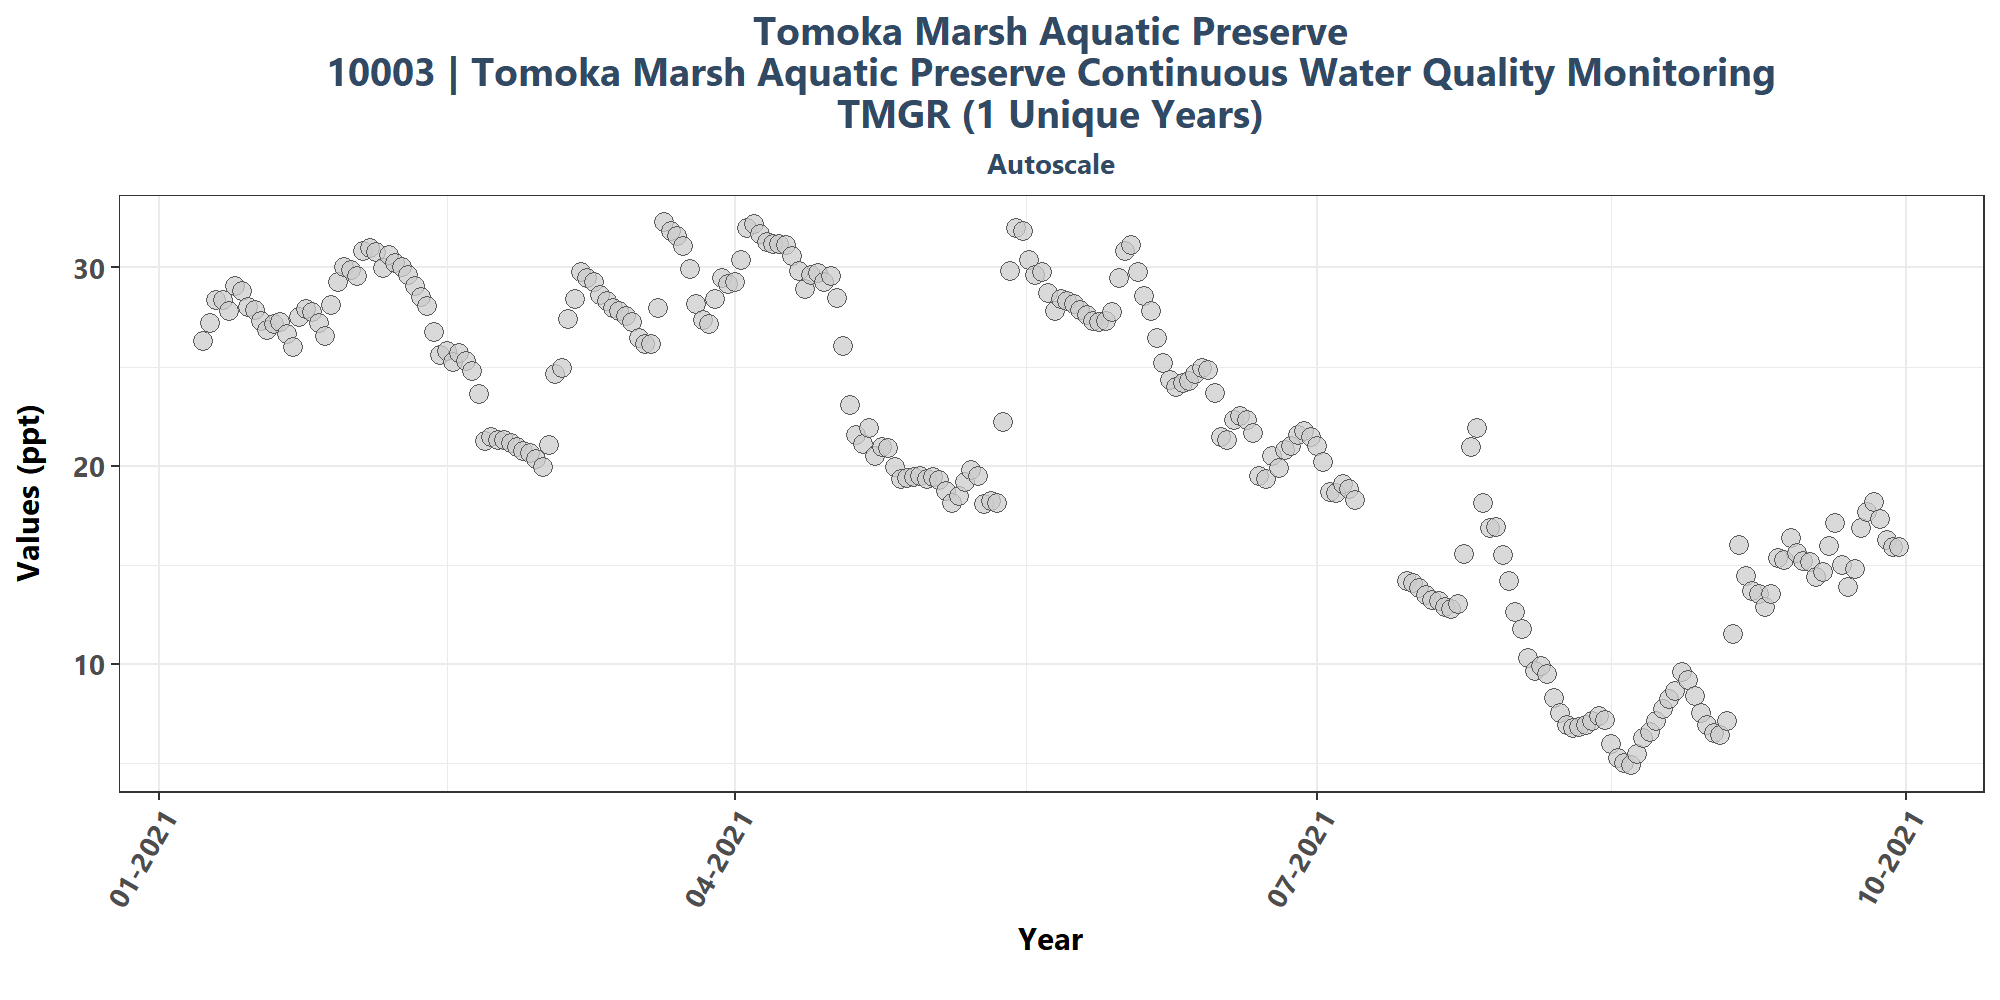 Tomoka Marsh Aquatic Preserve
10003 | Tomoka Marsh Aquatic Preserve Continuous Water Quality Monitoring
TMGR (1 Unique Years)
Autoscale
Values (ppt)
30
20
10
01-2021
04-2021
07-2021
10-2021
Year